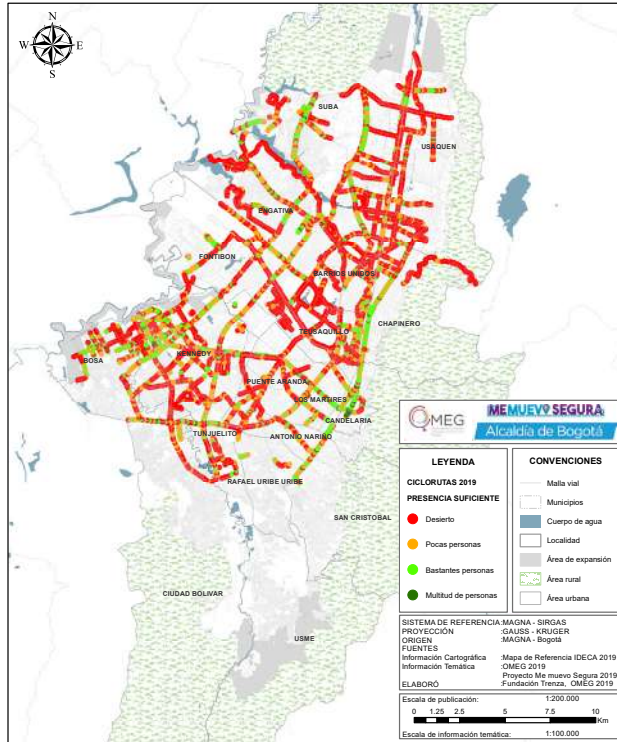 N
W E
S
SUBA
USAQUEN
ENGATIVA
FONTIBON
BARRIOS UNIDOS
CHAPINERO
TEUSAQUILLO
BOSA
KENNEDY
PUENTE ARANDA
LOS MARTIRES
CANDELARIA
TUNJUELITO
ANTONIO NARIÑO
RAFAEL URIBE URIBE
SAN CRISTOBAL
CIUDAD BOLIVAR
USME
OMEG
MEMUEVO SEGURA
Alcaldía de Bogotá
LEYENDA
CICLORUTAS 2019
PRESENCIA SUFICIENTE
Desierto
Pocas personas
Bastantes personas
Multitud de personas
CONVENCIONES
Malla vial
Municipios
Cuerpo de agua
Localidad
Área de expansión
Área rural
Área urbana
SISTEMA DE REFERENCIA:MAGNA - SIRGAS
PROYECCIÓN :GAUSS - KRUGER
ORIGEN :MAGNA - Bogotá
FUENTES
Información Cartográfica :Mapa de Referencia IDECA 2019
Información Temática :OMEG 2019
Proyecto Me muevo Segura 2019
ELABORÓ :Fundación Trenza, OMEG 2019
Escala de publicación: 1:200.000
0 1.25 2.5 5 7.5 10
Km
Escala de información temática: 1:100.000